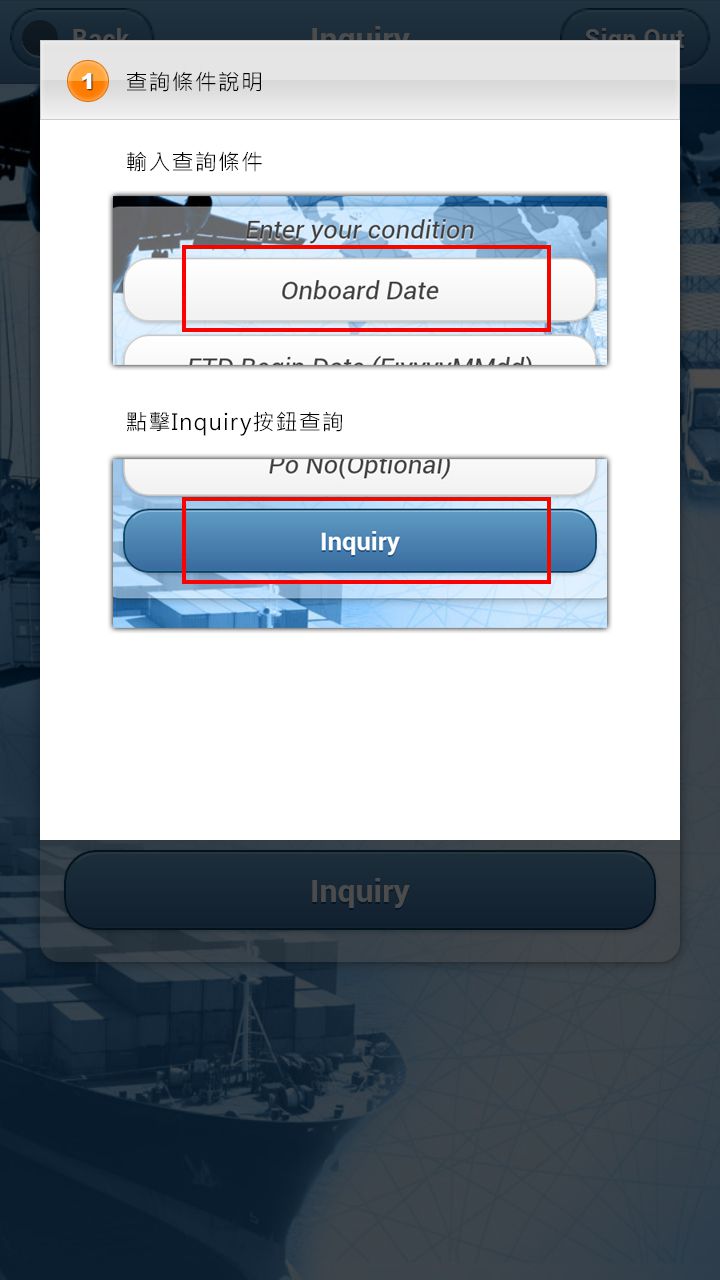 Back
Inquiry
Sign Out
1
查詢條件說明
輸入查詢條件
Enter your condition
Onboard Date
ETD Begin Date (Ejyyyy​MMdd)
點擊Inquiry按鈕查詢
Po No(Optional)
Inquiry
Inquiry